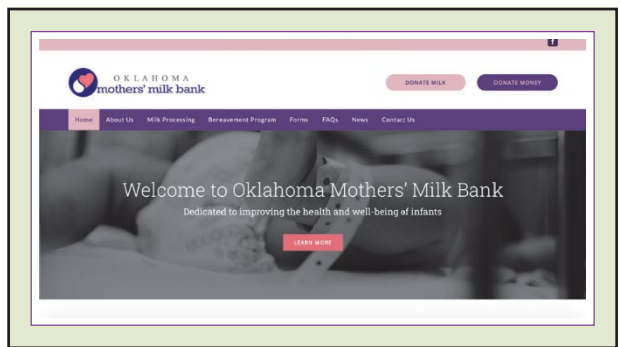 f
OKLAHOMA
mothers' milk bank
DONATE MILK
DONATE MONEY
Home About Us Milk Processing Bereavement Program Forms FAQs News Contact Us
Welcome to Oklahoma Mothers' Milk Bank
Dedicated to improving the health and well-being of infants
LEARN MORE